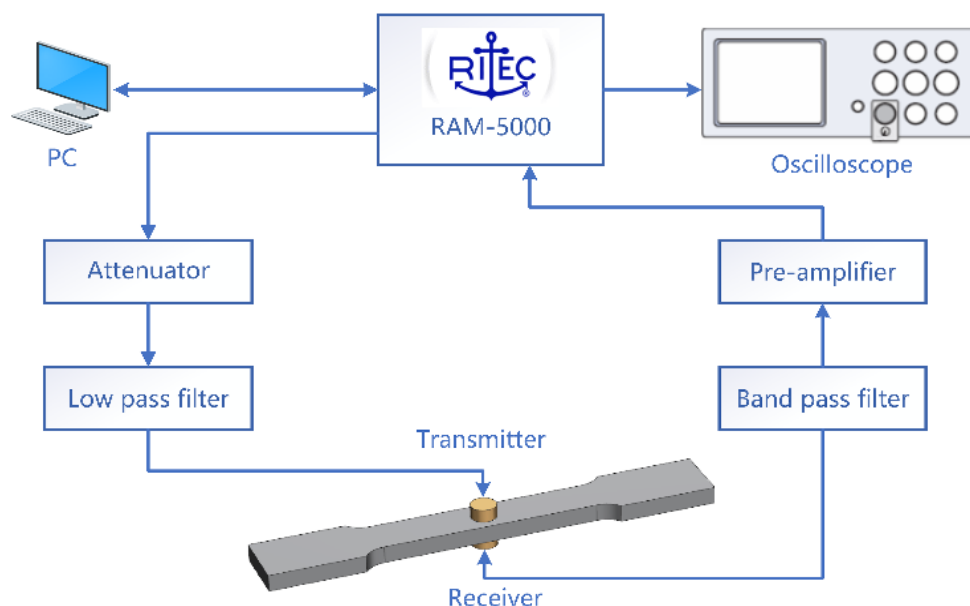 RITEC
®
RAM-5000
PC
Oscilloscope
Attenuator
Pre-amplifier
Low pass filter
Band pass filter
Transmitter
Receiver